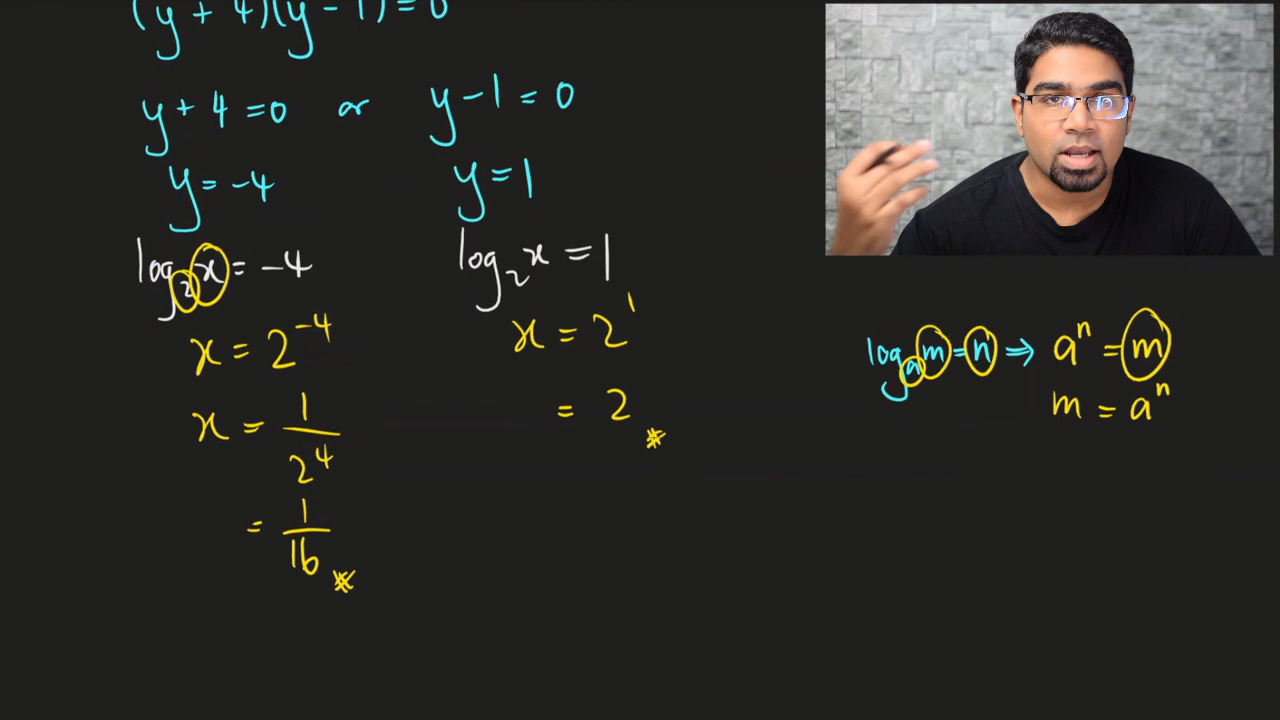 (y + 4)(y − 1) = 0
y + 4 = 0 or y − 1 = 0
y = −4 y = 1
log₂x = −4 log₂x = 1
x = 2⁻⁴ x = 2¹
x = 1/2⁴ = 2
= 1/16
logₐm = n ⇒ aⁿ = m
m = aⁿ